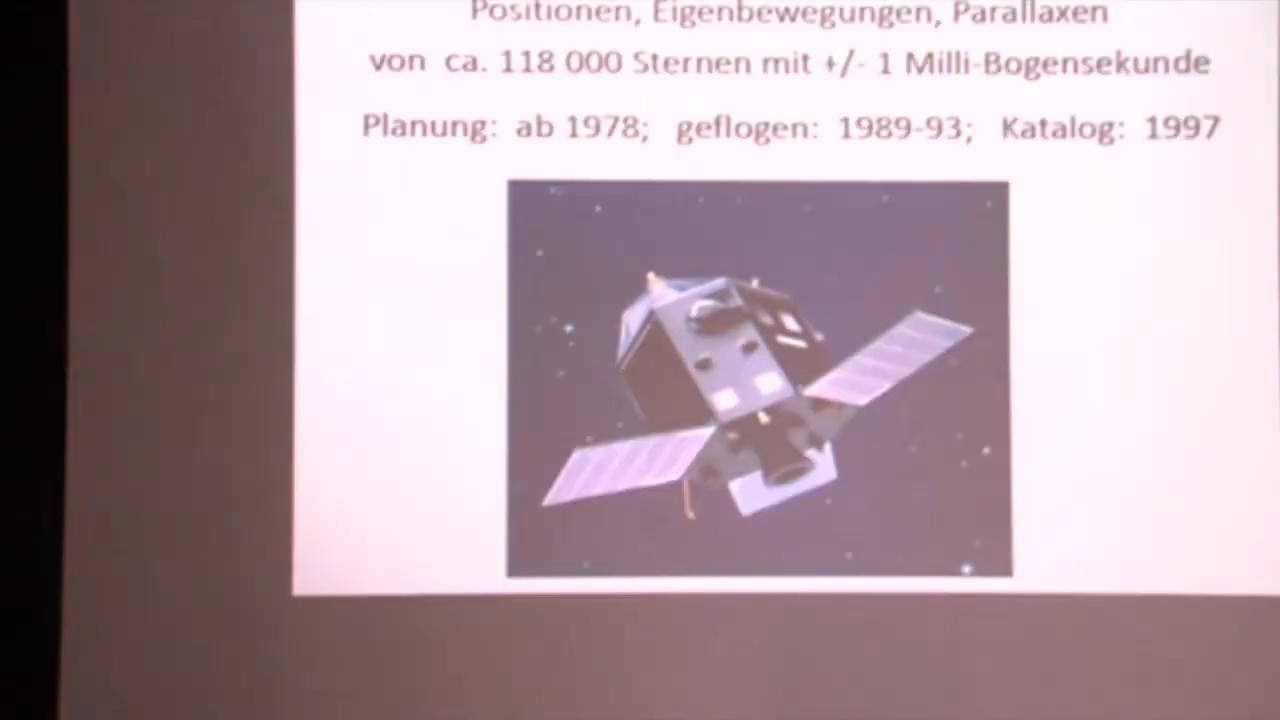 Positionen, Eigenbewegungen, Parallaxen
von ca. 118 000 Sternen mit +/- 1 Milli-Bogensekunde
Planung: ab 1978; geflogen: 1989-93; Katalog: 1997